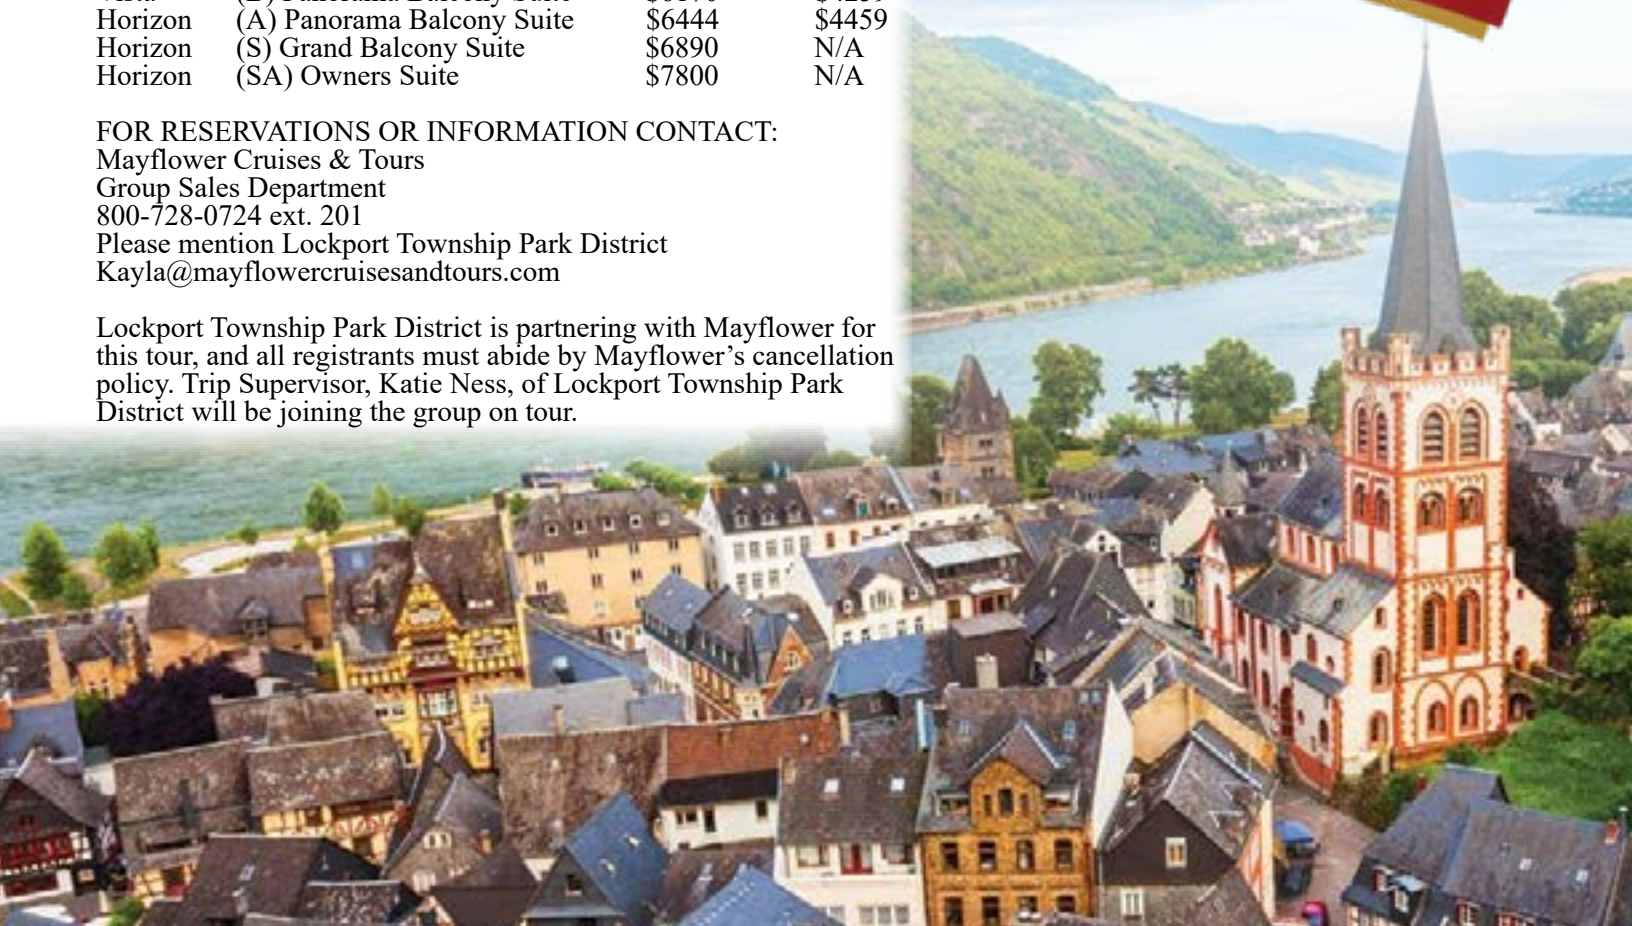 Horizon (A) Panorama Balcony Suite $6444 $4459
Horizon (S) Grand Balcony Suite $6890 N/A
Horizon (SA) Owners Suite $7800 N/A
FOR RESERVATIONS OR INFORMATION CONTACT:
Mayflower Cruises & Tours
Group Sales Department
800-728-0724 ext. 201
Please mention Lockport Township Park District
Kayla@mayflowercruisesandtours.com
Lockport Township Park District is partnering with Mayflower for
this tour, and all registrants must abide by Mayflower’s cancellation
policy. Trip Supervisor, Katie Ness, of Lockport Township Park
District will be joining the group on tour.